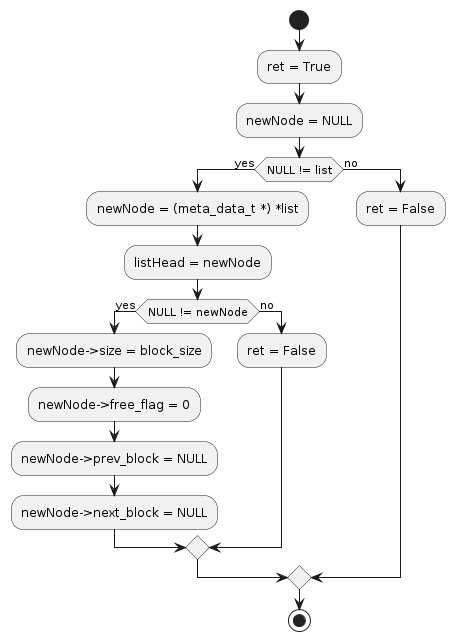 ret = True
newNode = NULL
yes
NULL != list
no
newNode = (meta_data_t *) *list
ret = False
listHead = newNode
yes
NULL != newNode
no
newNode->size = block_size
ret = False
newNode->free_flag = 0
newNode->prev_block = NULL
newNode->next_block = NULL